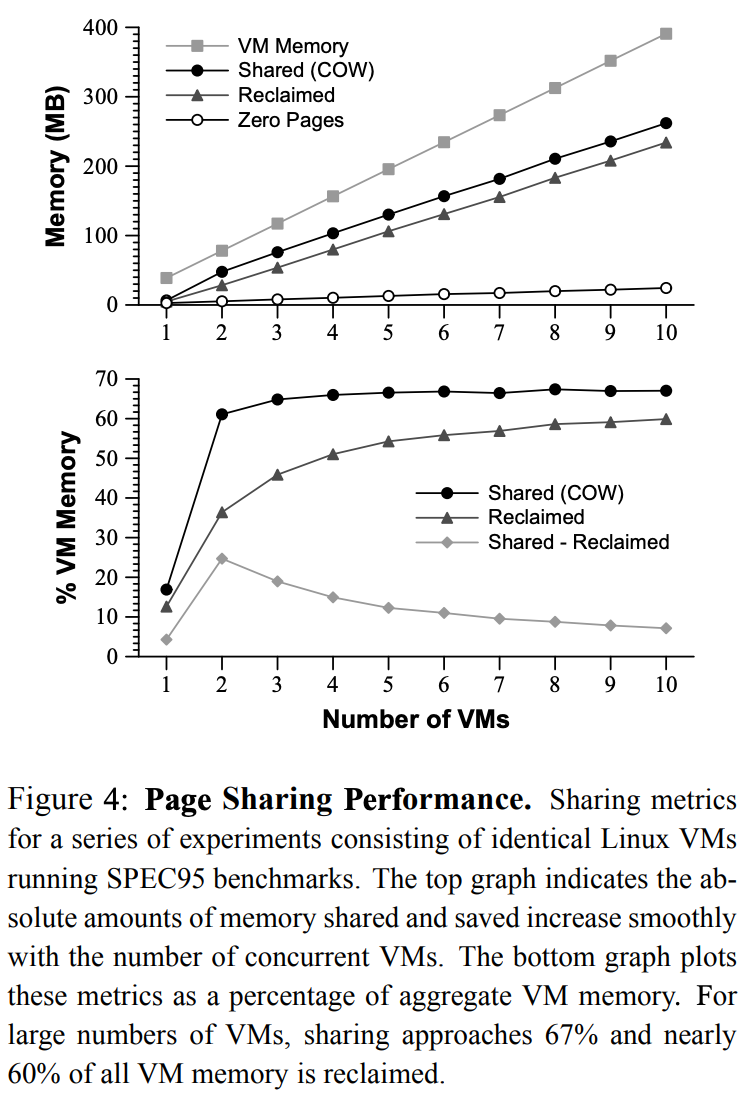 400
300
200
100
0
Memory (MB)
VM Memory
Shared (COW)
Reclaimed
Zero Pages
1 2 3 4 5 6 7 8 9 10
70
60
50
40
30
20
10
0
% VM Memory
Shared (COW)
Reclaimed
Shared - Reclaimed
1 2 3 4 5 6 7 8 9 10
Number of VMs
Figure 4: Page Sharing Performance. Sharing metrics
for a series of experiments consisting of identical Linux VMs
running SPEC95 benchmarks. The top graph indicates the ab-
solute amounts of memory shared and saved increase smoothly
with the number of concurrent VMs. The bottom graph plots
these metrics as a percentage of aggregate VM memory. For
large numbers of VMs, sharing approaches 67% and nearly
60% of all VM memory is reclaimed.